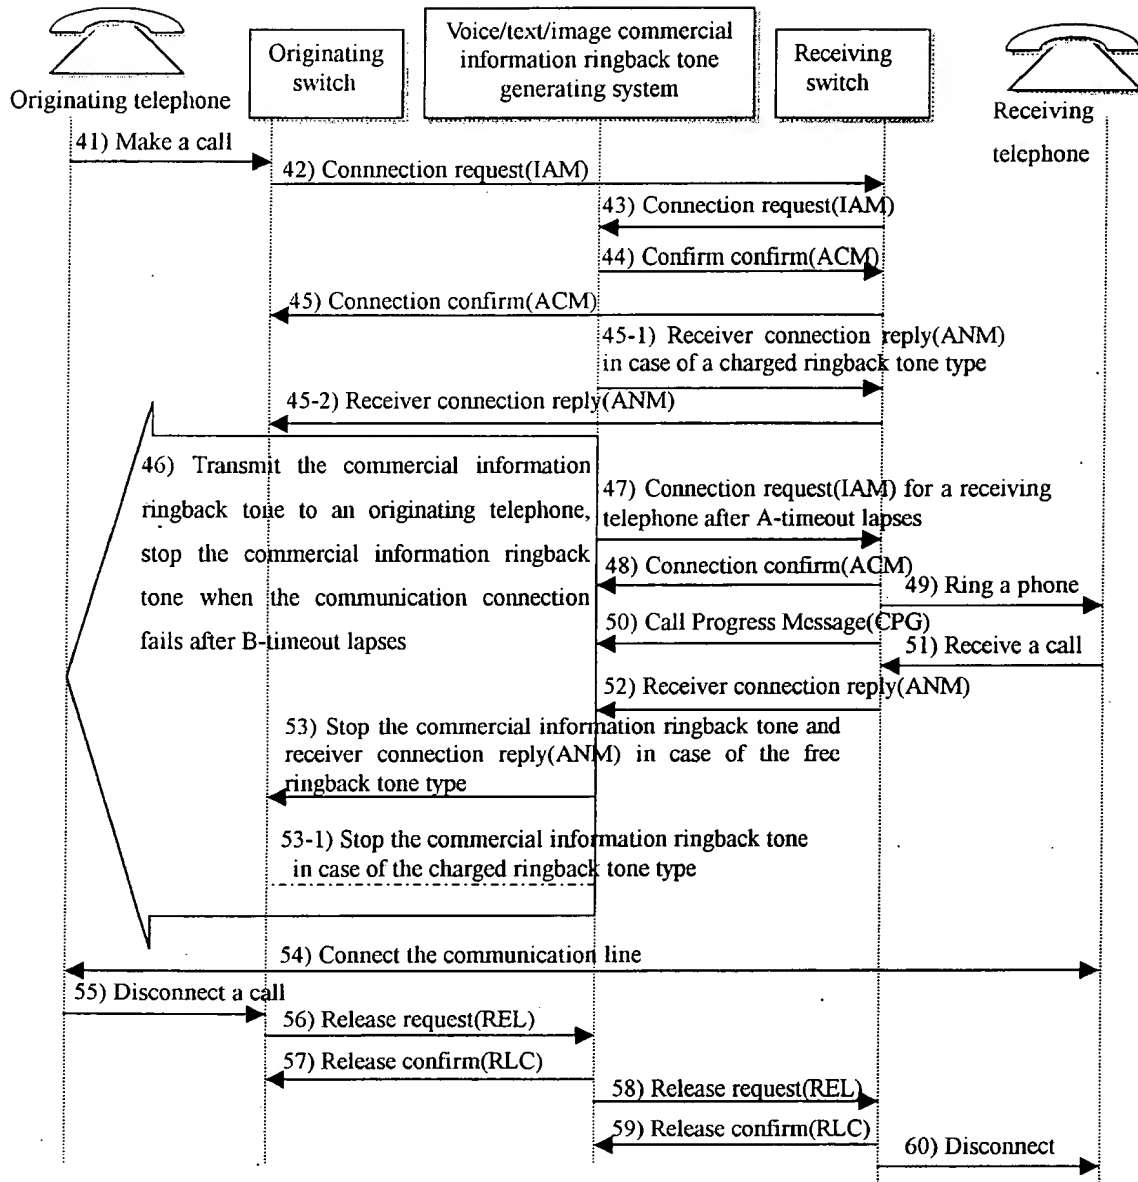 Originating telephone
Originating
switch
Voice/text/image commercial
information ringback tone
generating system
Receiving
switch
Receiving
telephone
41) Make a call
42) Connnection request(IAM)
43) Connection request(IAM)
44) Confirm confirm(ACM)
45) Connection confirm(ACM)
45-1) Receiver connection reply(ANM)
in case of a charged ringback tone type
45-2) Receiver connection reply(ANM)
46) Transmit the commercial information
ringback tone to an originating telephone,
stop the commercial information ringback
tone when the communication connection
fails after B-timeout lapses
47) Connection request(IAM) for a receiving
telephone after A-timeout lapses
48) Connection confirm(ACM)
49) Ring a phone
50) Call Progress Message(CPG)
51) Receive a call
52) Receiver connection reply(ANM)
53) Stop the commercial information ringback tone and
receiver connection reply(ANM) in case of the free
ringback tone type
53-1) Stop the commercial information ringback tone
in case of the charged ringback tone type
54) Connect the communication line
55) Disconnect a call
56) Release request(REL)
57) Release confirm(RLC)
58) Release request(REL)
59) Release confirm(RLC)
60) Disconnect